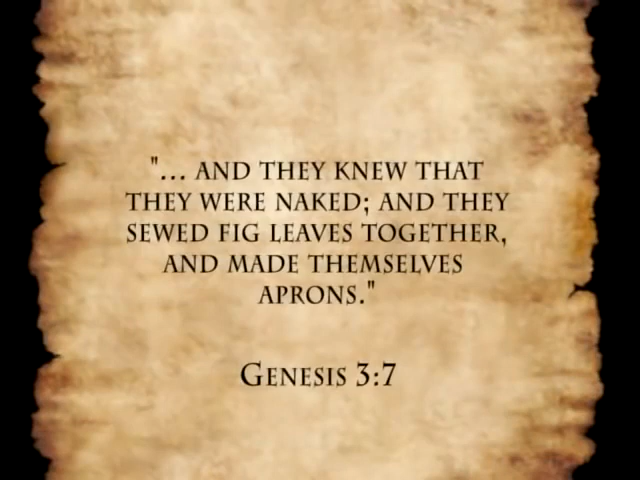 "... AND THEY KNEW THAT
THEY WERE NAKED; AND THEY
SEWED FIG LEAVES TOGETHER,
AND MADE THEMSELVES
APRONS."
GENESIS 3:7